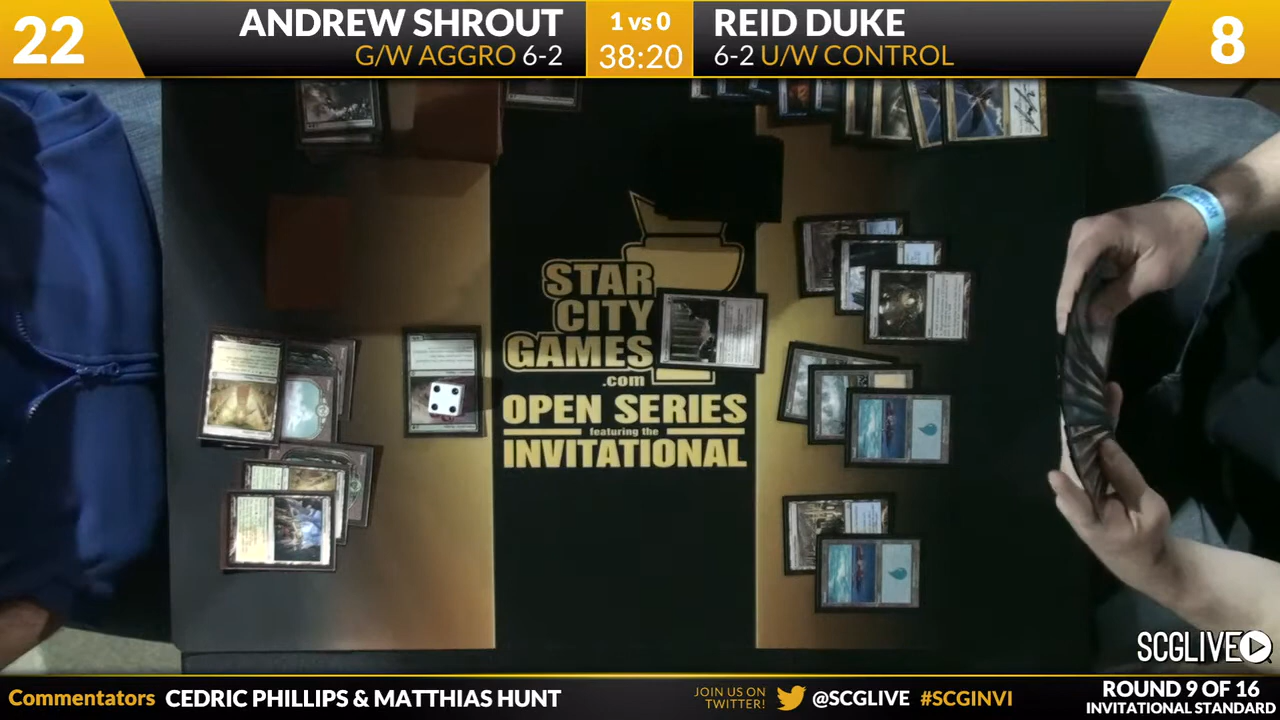 22
ANDREW SHROUT
G/W AGGRO 6-2
1 vs 0
38:20
REID DUKE
6-2 U/W CONTROL
8
STAR
CITY
GAMES
.com
OPEN SERIES
featuring the
INVITATIONAL
SCGLIVE
Commentators CEDRIC PHILLIPS & MATTHIAS HUNT
JOIN US ON
TWITTER!
@SCGLIVE #SCGINVI
ROUND 9 OF 16
INVITATIONAL STANDARD